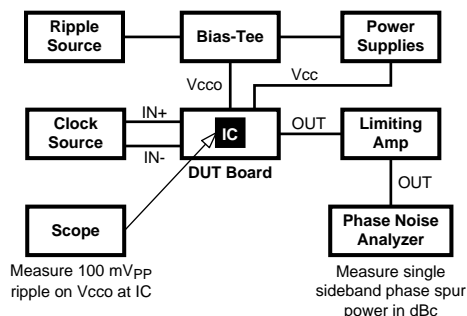 Ripple
Source
Bias-Tee
Power
Supplies
Vcco
Vcc
Clock
Source
IN+
IN-
IC
DUT Board
OUT
Limiting
Amp
OUT
Scope
Phase Noise
Analyzer
Measure 100 mVPP
ripple on Vcco at IC
Measure single
sideband phase spur
power in dBc